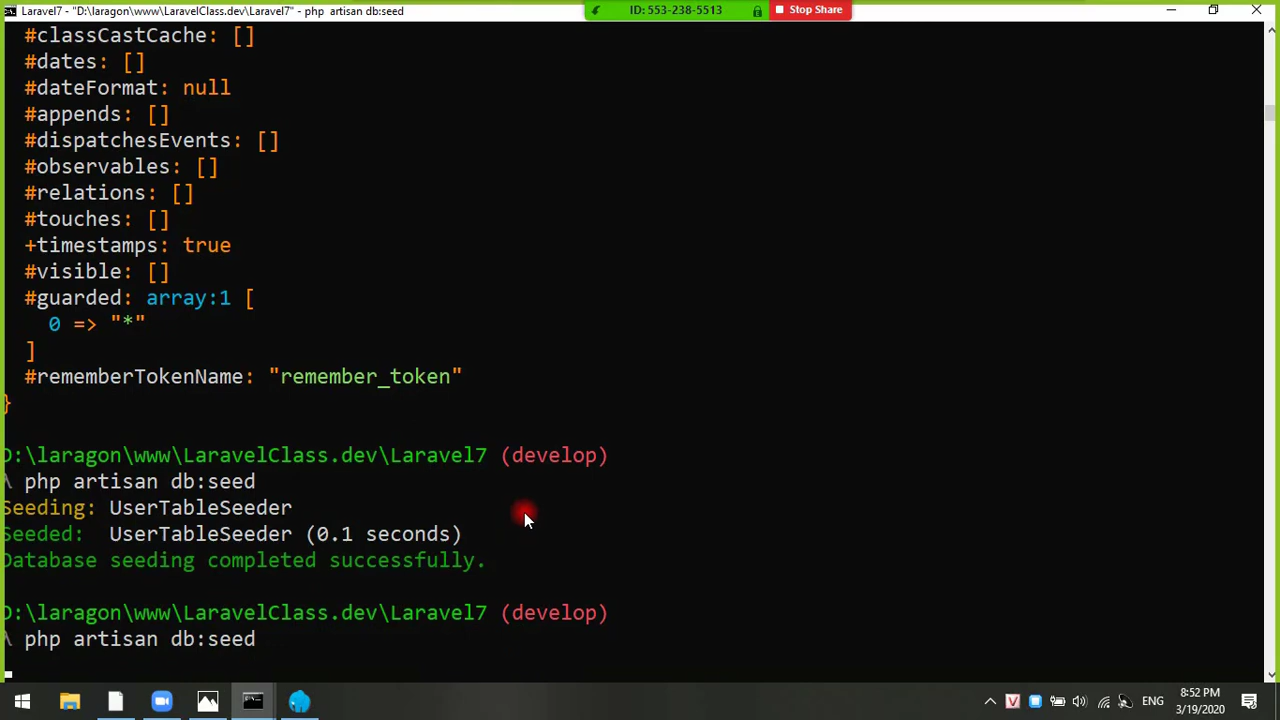 Laravel7 - "D:\laragon\www\LaravelClass.dev\Laravel7" - php artisan db:seed
ID: 553-238-5513
Stop Share
#classCastCache: []
#dates: []
#dateFormat: null
#appends: []
#dispatchesEvents: []
#observables: []
#relations: []
#touches: []
+timestamps: true
#visible: []
#guarded: array:1 [
0 => "*"
]
#rememberTokenName: "remember_token"
}
D:\laragon\www\LaravelClass.dev\Laravel7 (develop)
λ php artisan db:seed
Seeding: UserTableSeeder
Seeded: UserTableSeeder (0.1 seconds)
Database seeding completed successfully.
D:\laragon\www\LaravelClass.dev\Laravel7 (develop)
λ php artisan db:seed
ENG
8:52 PM
3/19/2020